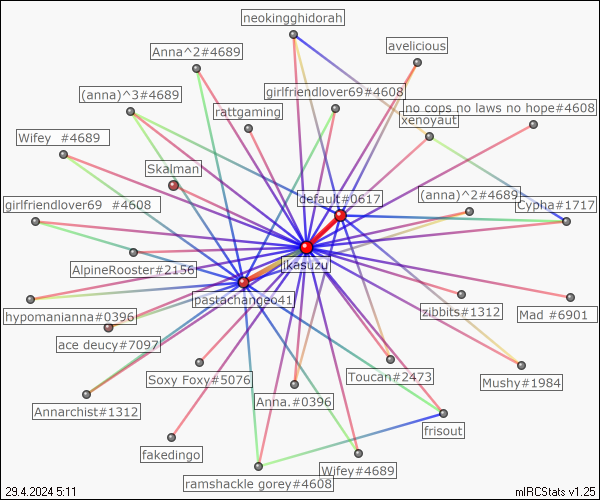 neokingghidorah
avelicious
Anna^2#4689
girlfriendlover69#4608
(anna)^3#4689
no cops no laws no hope#4608
rattgaming
xenoyaut
Wifey  #4689
Skalman
default#0617
(anna)^2#4689
Cypha#1717
girlfriendlover69  #4608
ikasuzu
AlpineRooster#2156
pastachangeo41
hypomanianna#0396
zibbits#1312
Mad #6901
ace deucy#7097
Soxy Foxy#5076
Toucan#2473
Mushy#1984
Annarchist#1312
Anna.#0396
frisout
fakedingo
Wifey#4689
ramshackle gorey#4608
29.4.2024 5:11
mIRCStats v1.25